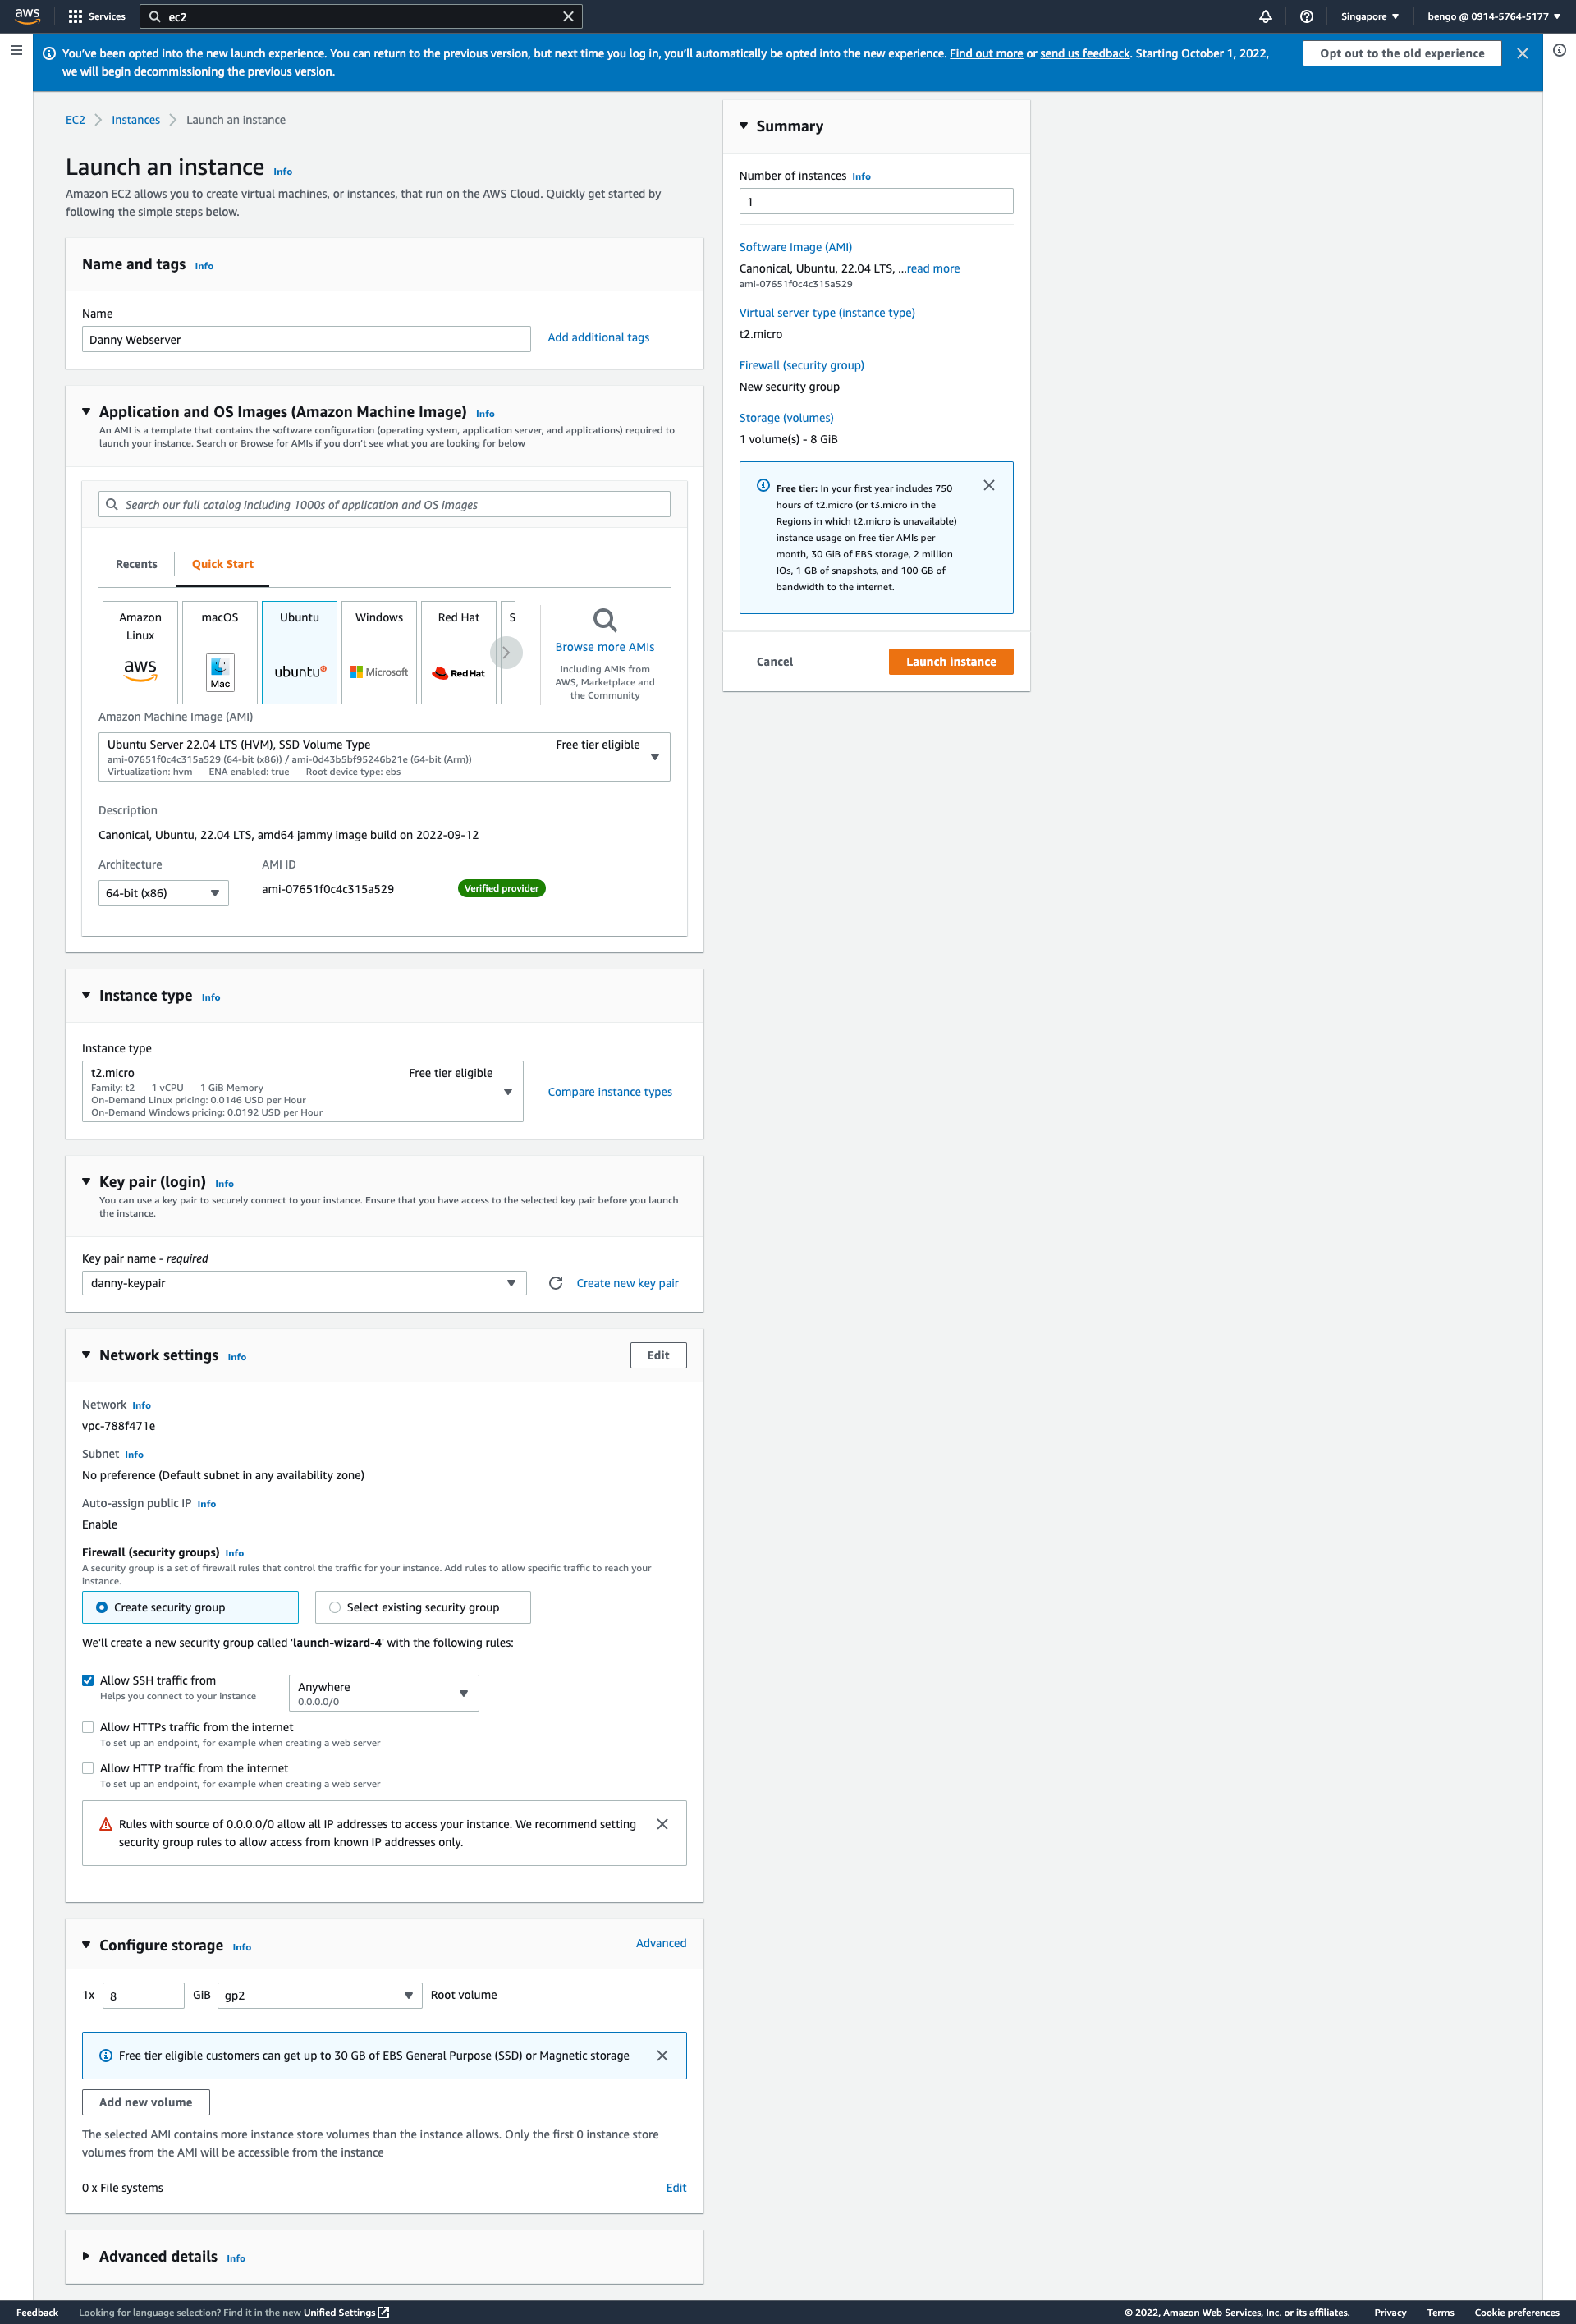 aws
Services
ec2
Singapore
bengo @ 0914-5764-5177
You've been opted into the new launch experience. You can return to the previous version, but next time you log in, you'll automatically be opted into the new experience. Find out more or send us feedback. Starting October 1, 2022,
we will begin decommissioning the previous version.
Opt out to the old experience
EC2
Instances
Launch an instance
Launch an instance Info
Amazon EC2 allows you to create virtual machines, or instances, that run on the AWS Cloud. Quickly get started by
following the simple steps below.
Name and tags Info
Name
Danny Webserver
Add additional tags
Application and OS Images (Amazon Machine Image) Info
An AMI is a template that contains the software configuration (operating system, application server, and applications) required to
launch your instance. Search or Browse for AMIs if you don't see what you are looking for below
Search our full catalog including 1000s of application and OS images
Recents
Quick Start
Amazon
Linux
aws
macOS
Mac
Ubuntu
ubuntu
Windows
Microsoft
Red Hat
Red Hat
S
Browse more AMIs
Including AMIs from
AWS, Marketplace and
the Community
Amazon Machine Image (AMI)
Ubuntu Server 22.04 LTS (HVM), SSD Volume Type
Free tier eligible
ami-07651f0c4c315a529 (64-bit (x86)) / ami-0d43b5bf95246b21e (64-bit (Arm))
Virtualization: hvm ENA enabled: true Root device type: ebs
Description
Canonical, Ubuntu, 22.04 LTS, amd64 jammy image build on 2022-09-12
Architecture
AMI ID
64-bit (x86)
ami-07651f0c4c315a529
Verified provider
Instance type Info
Instance type
t2.micro
Free tier eligible
Family: t2 1 vCPU 1 GiB Memory
On-Demand Linux pricing: 0.0146 USD per Hour
On-Demand Windows pricing: 0.0192 USD per Hour
Compare instance types
Key pair (login) Info
You can use a key pair to securely connect to your instance. Ensure that you have access to the selected key pair before you launch
the instance.
Key pair name - required
danny-keypair
Create new key pair
Network settings Info
Edit
Network Info
vpc-788f471e
Subnet Info
No preference (Default subnet in any availability zone)
Auto-assign public IP Info
Enable
Firewall (security groups) Info
A security group is a set of firewall rules that control the traffic for your instance. Add rules to allow specific traffic to reach your
instance.
Create security group
Select existing security group
We'll create a new security group called 'launch-wizard-4' with the following rules:
Allow SSH traffic from
Helps you connect to your instance
Anywhere
0.0.0.0/0
Allow HTTPs traffic from the internet
To set up an endpoint, for example when creating a web server
Allow HTTP traffic from the internet
To set up an endpoint, for example when creating a web server
Rules with source of 0.0.0.0/0 allow all IP addresses to access your instance. We recommend setting
security group rules to allow access from known IP addresses only.
Configure storage Info
Advanced
1x
8
GiB
gp2
Root volume
Free tier eligible customers can get up to 30 GB of EBS General Purpose (SSD) or Magnetic storage
Add new volume
The selected AMI contains more instance store volumes than the instance allows. Only the first 0 instance store
volumes from the AMI will be accessible from the instance
0 x File systems
Edit
Advanced details Info
Summary
Number of instances Info
1
Software Image (AMI)
Canonical, Ubuntu, 22.04 LTS, ...read more
ami-07651f0c4c315a529
Virtual server type (instance type)
t2.micro
Firewall (security group)
New security group
Storage (volumes)
1 volume(s) - 8 GiB
Free tier: In your first year includes 750
hours of t2.micro (or t3.micro in the
Regions in which t2.micro is unavailable)
instance usage on free tier AMIs per
month, 30 GiB of EBS storage, 2 million
IOs, 1 GB of snapshots, and 100 GB of
bandwidth to the internet.
Cancel
Launch instance
Feedback
Looking for language selection? Find it in the new Unified Settings
© 2022, Amazon Web Services, Inc. or its affiliates.
Privacy
Terms
Cookie preferences